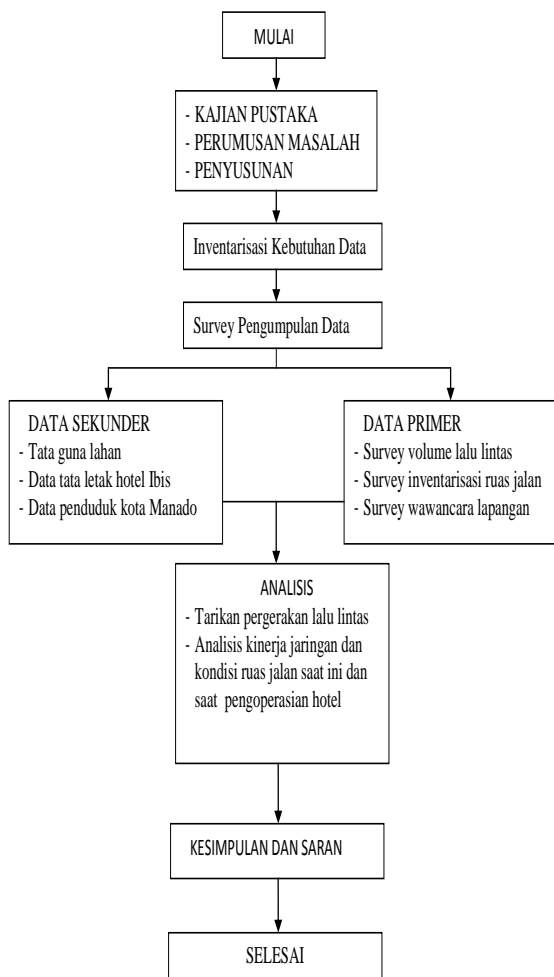 MULAI
- KAJIAN PUSTAKA
- PERUMUSAN MASALAH
- PENYUSUNAN
Inventarisasi Kebutuhan Data
Survey Pengumpulan Data
DATA SEKUNDER
- Tata guna lahan
- Data tata letak hotel Ibis
- Data penduduk kota Manado
DATA PRIMER
- Survey volume lalu lintas
- Survey inventarisasi ruas jalan
- Survey wawancara lapangan
ANALISIS
- Tarikan pergerakan lalu lintas
- Analisis kinerja jaringan dan
kondisi ruas jalan saat ini dan
saat pengoperasian hotel
KESIMPULAN DAN SARAN
SELESAI